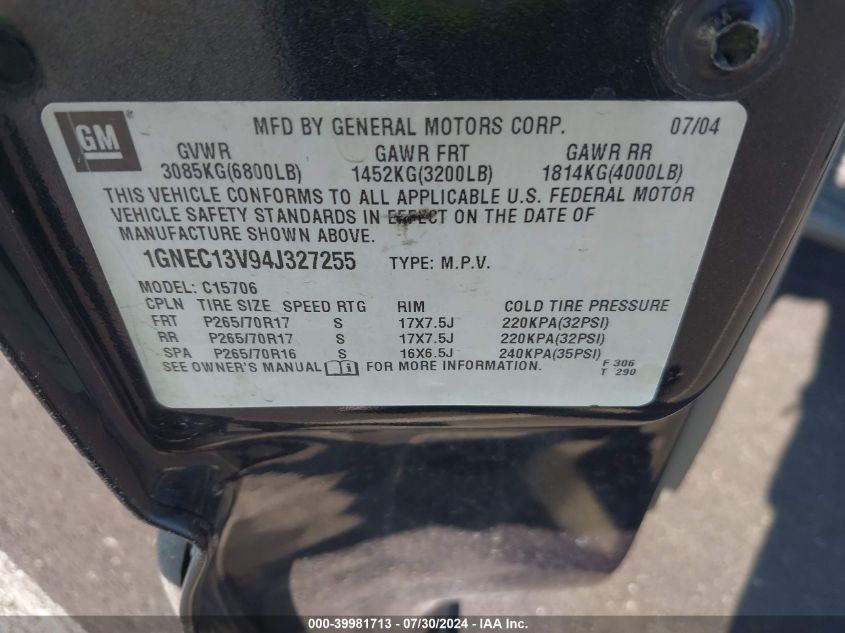 GM
MFD BY GENERAL MOTORS CORP. 07/04
GVWR GAWR FRT GAWR RR
3085KG(6800LB) 1452KG(3200LB) 1814KG(4000LB)
THIS VEHICLE CONFORMS TO ALL APPLICABLE U.S. FEDERAL MOTOR
VEHICLE SAFETY STANDARDS IN EFFECT ON THE DATE OF
MANUFACTURE SHOWN ABOVE.
1GNEC13V94J327255 TYPE: M.P.V.
MODEL: C15706
CPLN TIRE SIZE SPEED RTG RIM COLD TIRE PRESSURE
FRT P265/70R17 S 17X7.5J 220KPA(32PSI)
RR P265/70R17 S 17X7.5J 220KPA(32PSI)
SPA P265/70R16 S 16X6.5J 240KPA(35PSI)
SEE OWNER'S MANUAL FOR MORE INFORMATION. F 306
T 290
000-39981713 - 07/30/2024 - IAA Inc.